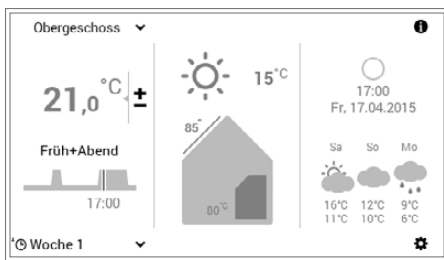 Obergeschoss
21,0 °C ±
Früh+Abend
17:00
Woche 1
15°C
85°
80°C
17:00
Fr, 17.04.2015
Sa So Mo
16°C 12°C 9°C
11°C 10°C 6°C